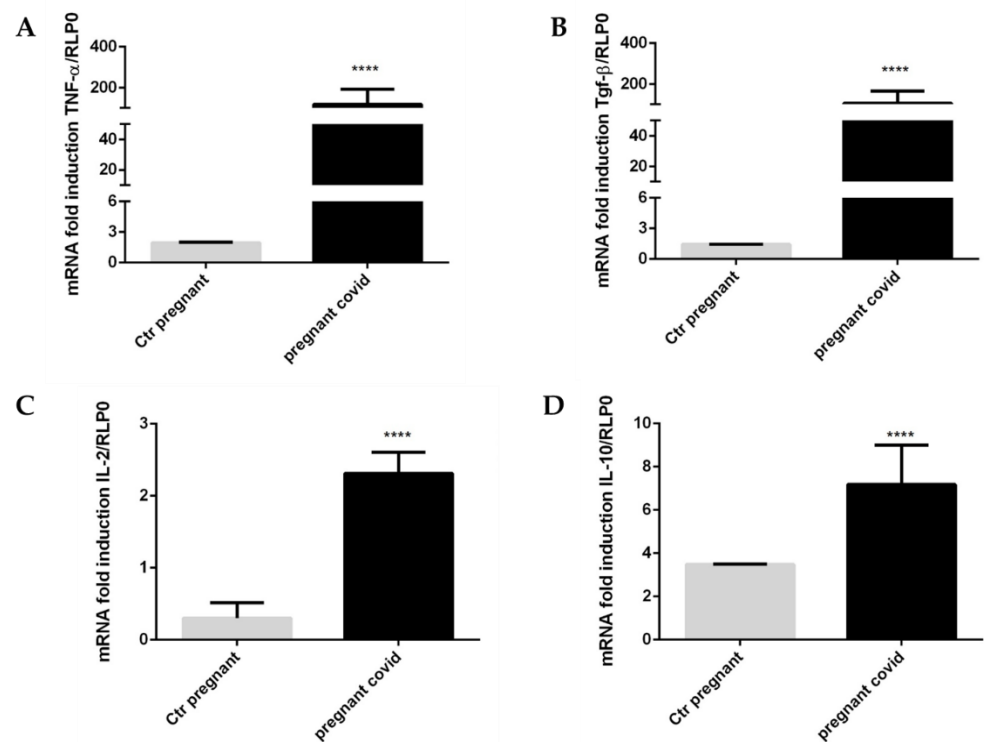 A
mRNA fold induction TNF-α/RLP0
400
200
40
20
6
3
0
****
Ctr pregnant
pregnant covid
B
mRNA fold induction Tgf-β/RLP0
400
200
40
20
6
3
0
****
Ctr pregnant
pregnant covid
C
mRNA fold induction IL-2/RLP0
3
2
1
0
****
Ctr pregnant
pregnant covid
D
mRNA fold induction IL-10/RLP0
10
8
6
4
2
0
****
Ctr pregnant
pregnant covid